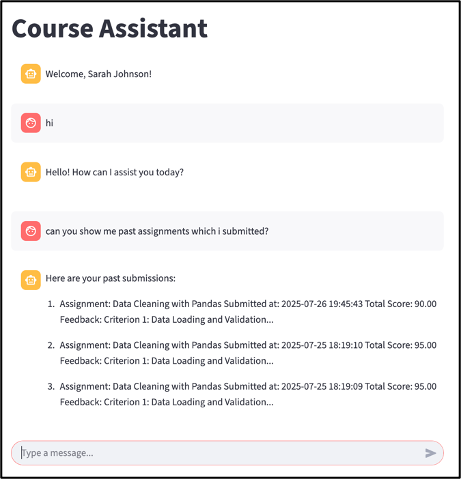 Course Assistant
Welcome, Sarah Johnson!
hi
Hello! How can I assist you today?
can you show me past assignments which i submitted?
Here are your past submissions:
1. Assignment: Data Cleaning with Pandas Submitted at: 2025-07-26 19:45:43 Total Score: 90.00
Feedback: Criterion 1: Data Loading and Validation...
2. Assignment: Data Cleaning with Pandas Submitted at: 2025-07-25 18:19:10 Total Score: 95.00
Feedback: Criterion 1: Data Loading and Validation...
3. Assignment: Data Cleaning with Pandas Submitted at: 2025-07-25 18:19:09 Total Score: 95.00
Feedback: Criterion 1: Data Loading and Validation...
Type a message...